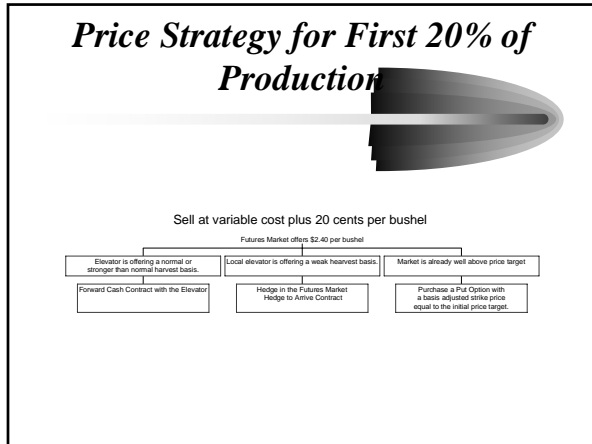 Price Strategy for First 20% of
Production
Sell at variable cost plus 20 cents per bushel
Futures Market offers $2.40 per bushel
Elevator is offering a normal or
stronger than normal harvest basis.
Forward Cash Contract with the Elevator
Local elevator is offering a weak hearvest basis.
Hedge in the Futures Market
Hedge to Arrive Contract
Market is already well above price target
Purchase a Put Option with
a basis adjusted strike price
equal to the initial price target.